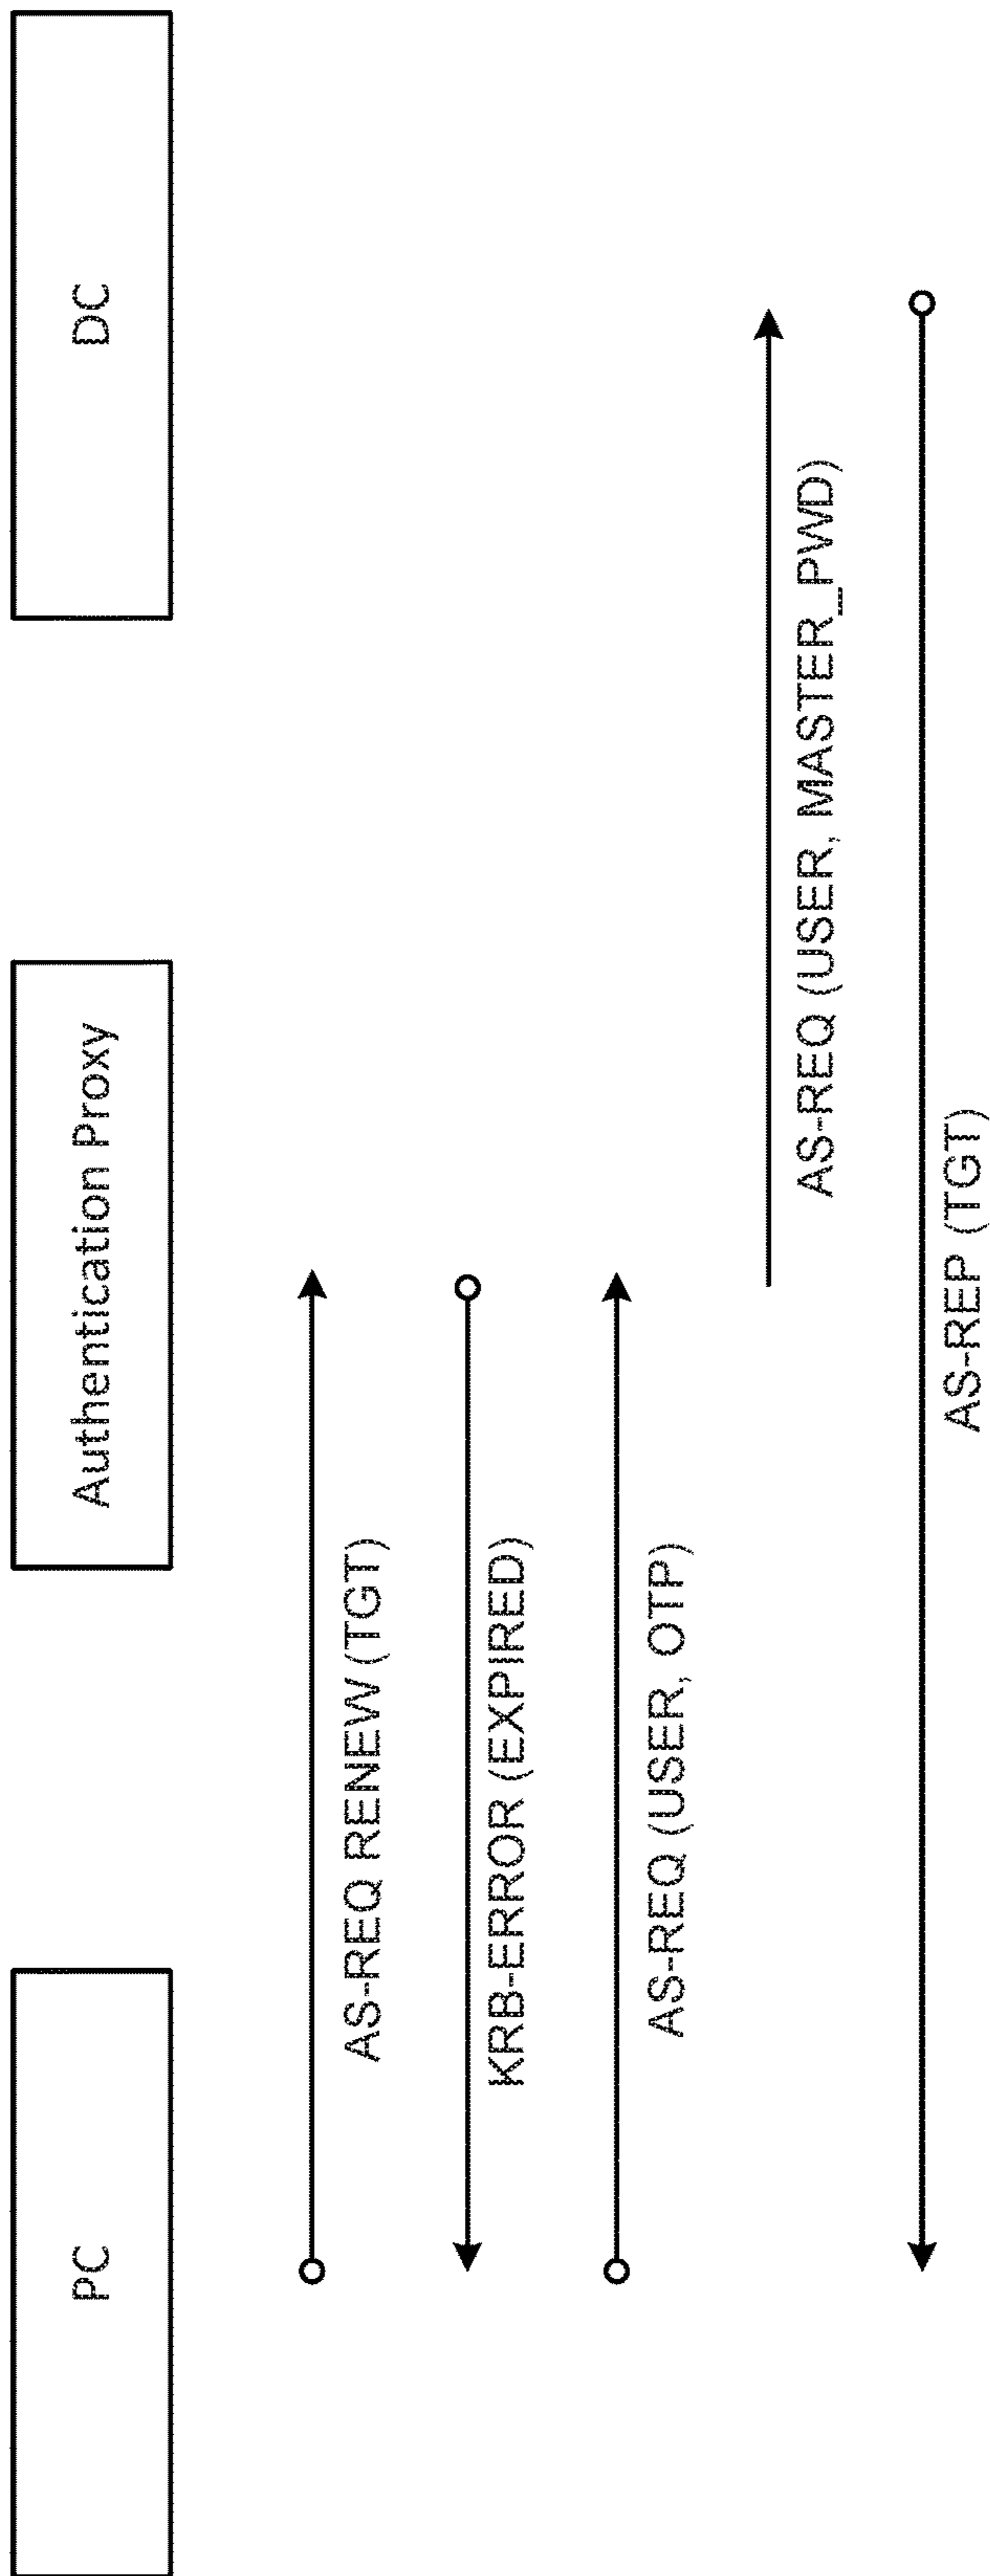 PC
Authentication Proxy
DC
AS-REQ RENEW (TGT)
KRB-ERROR (EXPIRED)
AS-REQ (USER, OTP)
AS-REQ (USER, MASTER_PWD)
AS-REP (TGT)